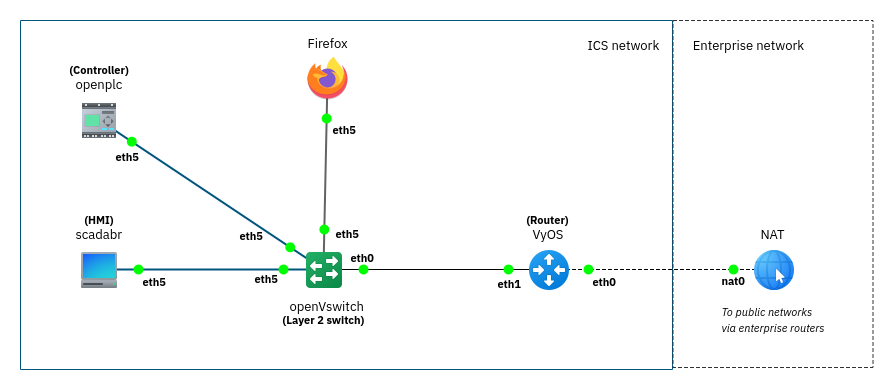 Firefox
ICS network
Enterprise network
(Controller)
openplc
eth5
eth5
(HMI)
scadabr
eth5
eth5
eth5
eth5
eth0
openVswitch
(Layer 2 switch)
(Router)
VyOS
eth1
eth0
NAT
nat0
To public networks
via enterprise routers